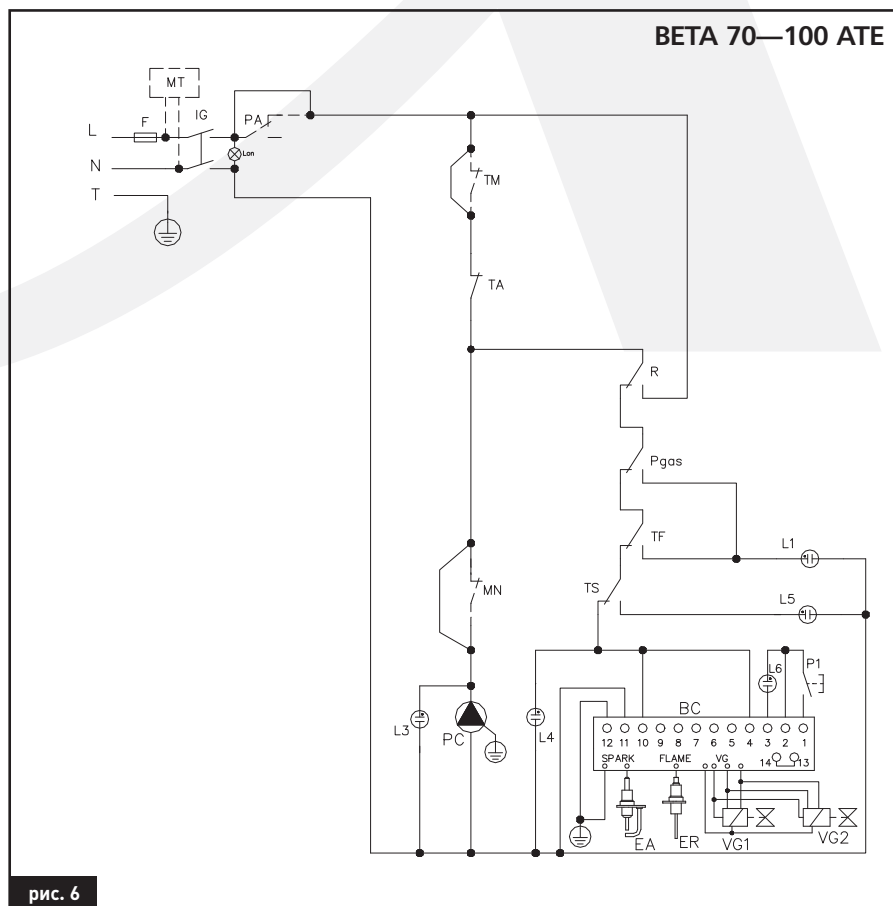 BETA 70—100 ATE
MT
F
IG
PA
L
Lon
N
T
TM
TA
R
Pgas
TF
L1
TS
MN
L5
L6
P1
BC
L3
PC
L4
12 11 10 9 8 7 6 5 4 3 2 1
SPARK FLAME VG 14 13
EA ER VG1 VG2
рис. 6